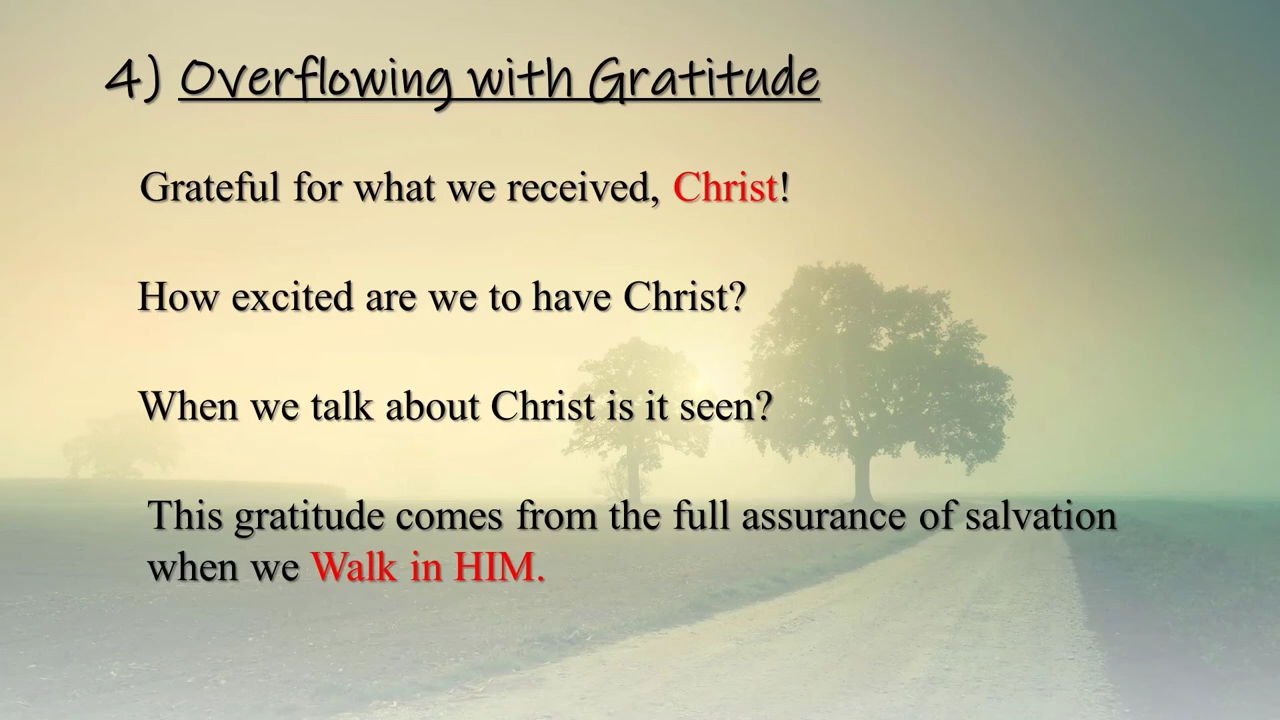 4) Overflowing with Gratitude
Grateful for what we received, Christ!
How excited are we to have Christ?
When we talk about Christ is it seen?
This gratitude comes from the full assurance of salvation
when we Walk in HIM.